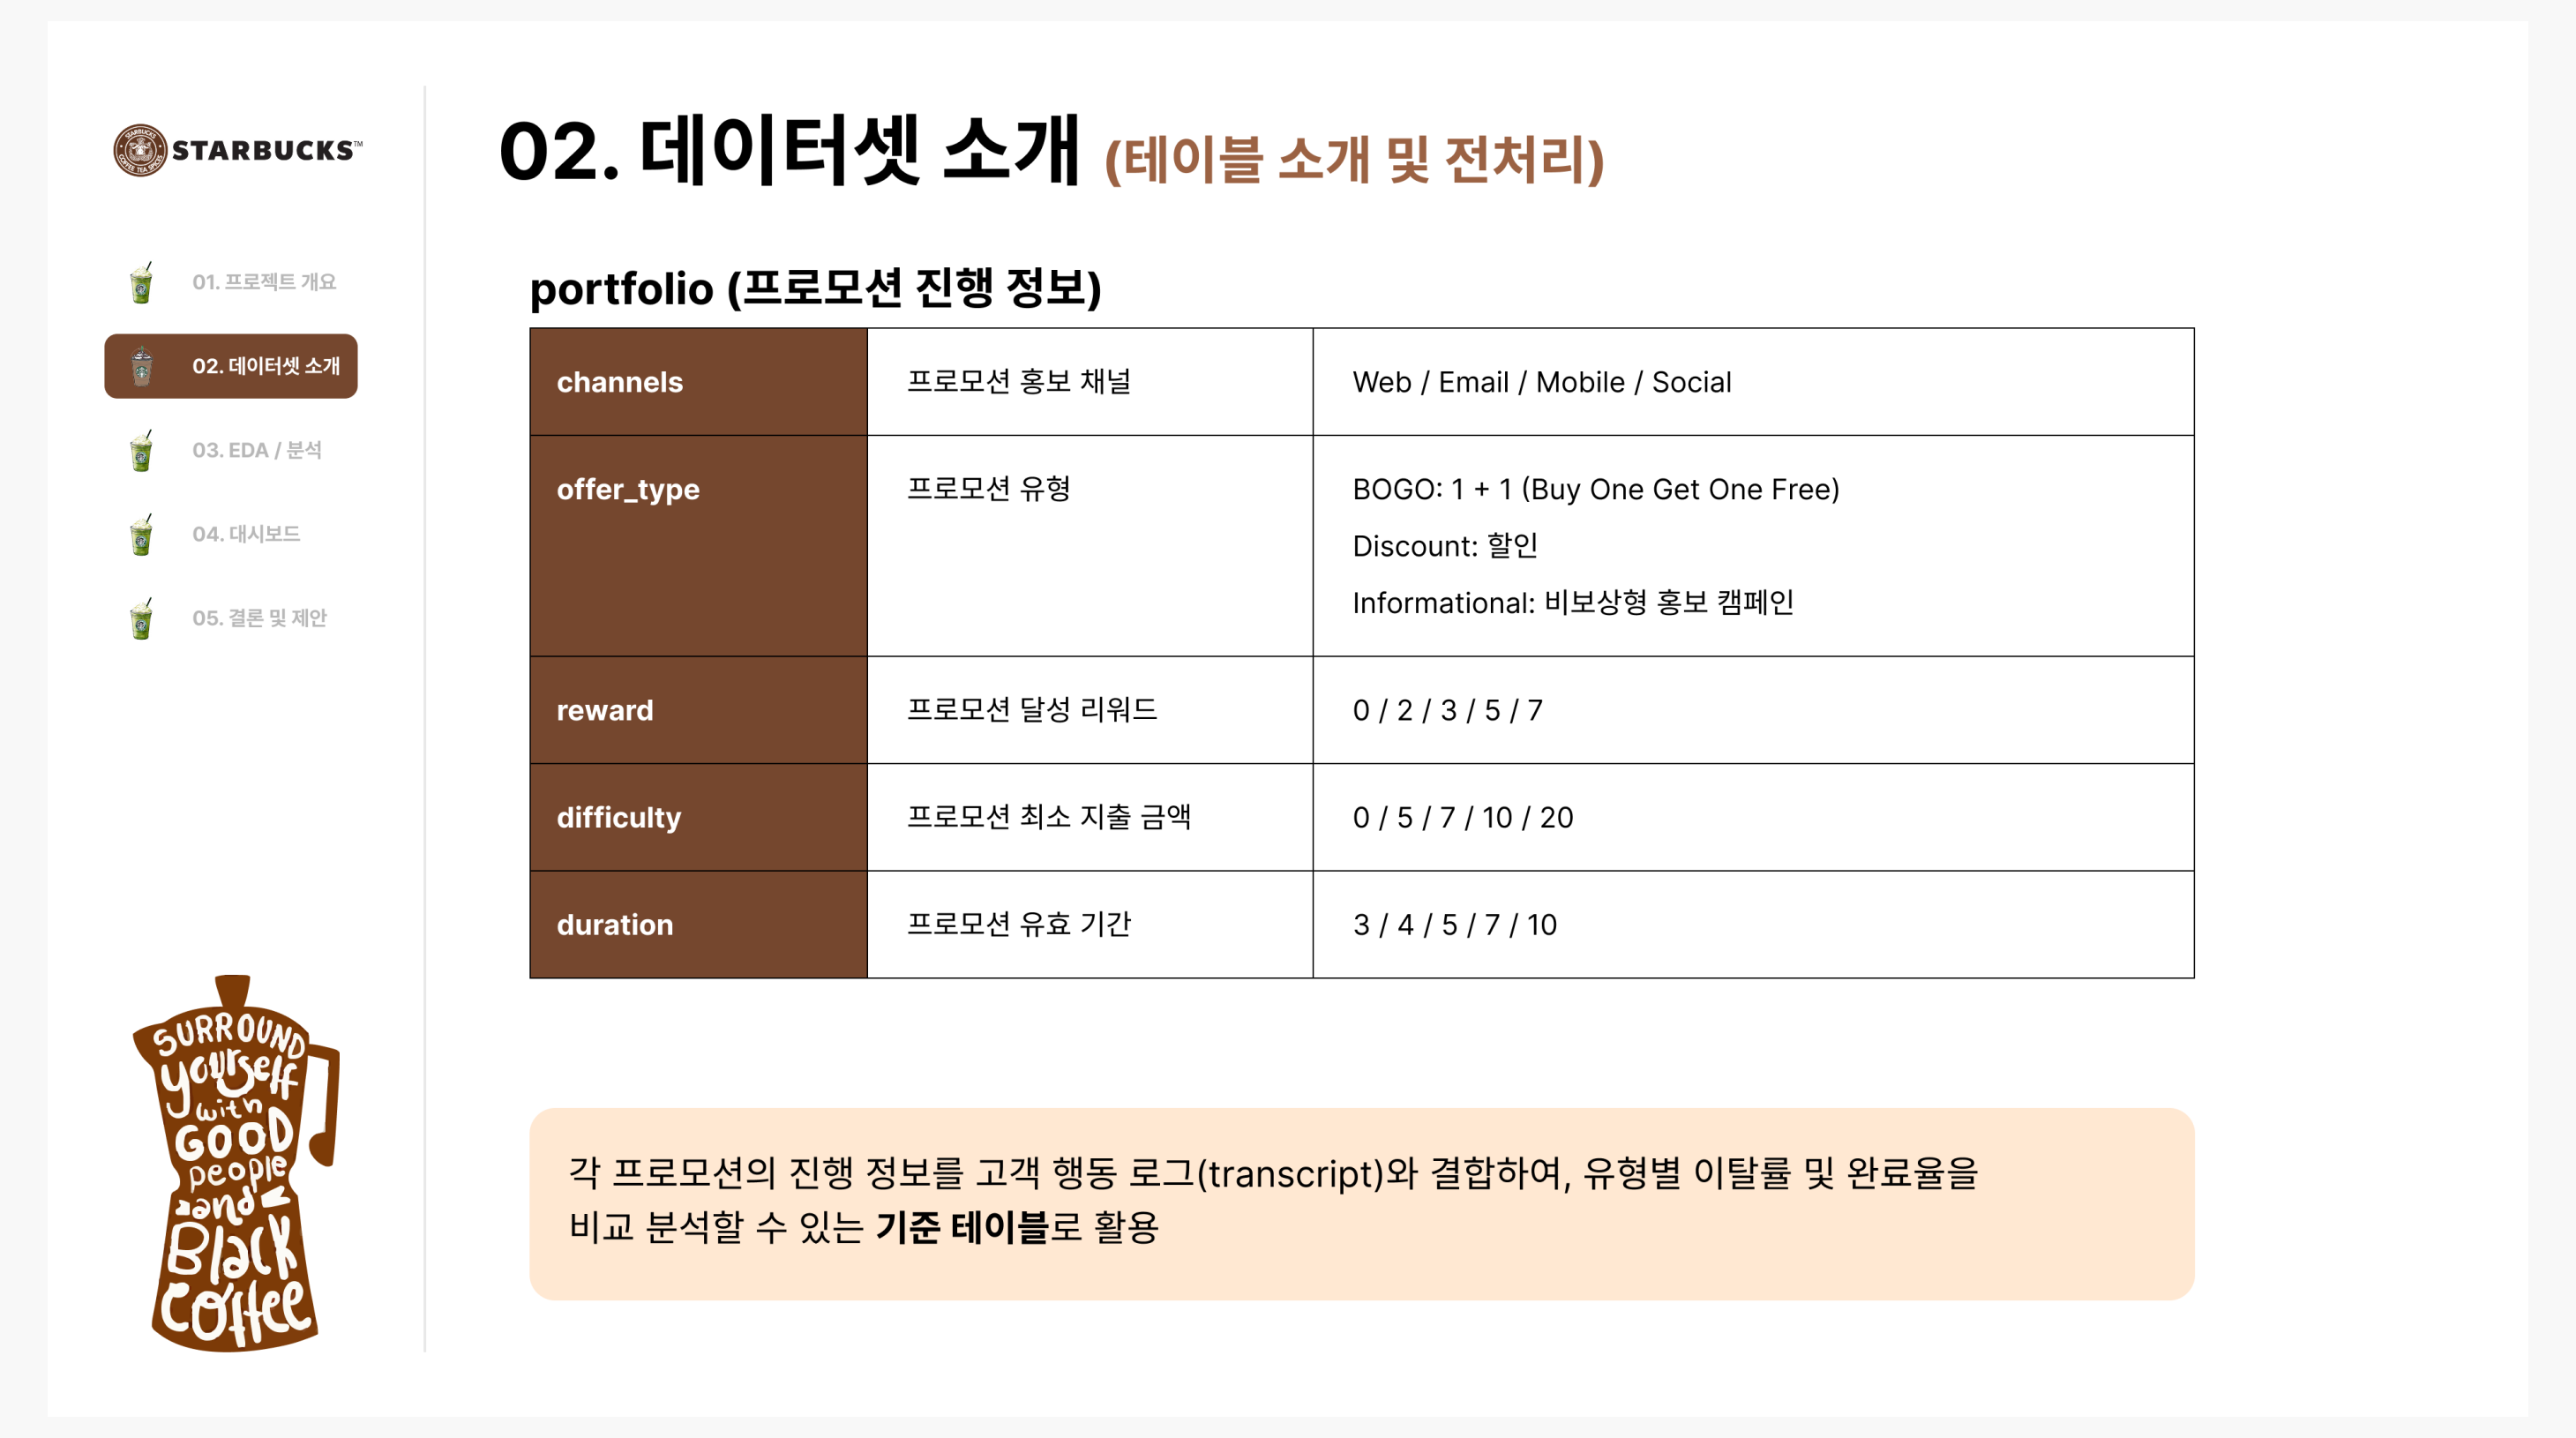 STARBUCKS COFFEE TEA SPICES
STARBUCKS™
01. 프로젝트 개요
02. 데이터셋 소개
03. EDA / 분석
04. 대시보드
05. 결론 및 제안
SURROUND
yourself
with
GOOD
people
and
Black
Coffee
02. 데이터셋 소개 (테이블 소개 및 전처리)
portfolio (프로모션 진행 정보)
channels 프로모션 홍보 채널 Web / Email / Mobile / Social
offer_type 프로모션 유형 BOGO: 1 + 1 (Buy One Get One Free)
Discount: 할인
Informational: 비보상형 홍보 캠페인
reward 프로모션 달성 리워드 0 / 2 / 3 / 5 / 7
difficulty 프로모션 최소 지출 금액 0 / 5 / 7 / 10 / 20
duration 프로모션 유효 기간 3 / 4 / 5 / 7 / 10
각 프로모션의 진행 정보를 고객 행동 로그(transcript)와 결합하여, 유형별 이탈률 및 완료율을
비교 분석할 수 있는 기준 테이블로 활용